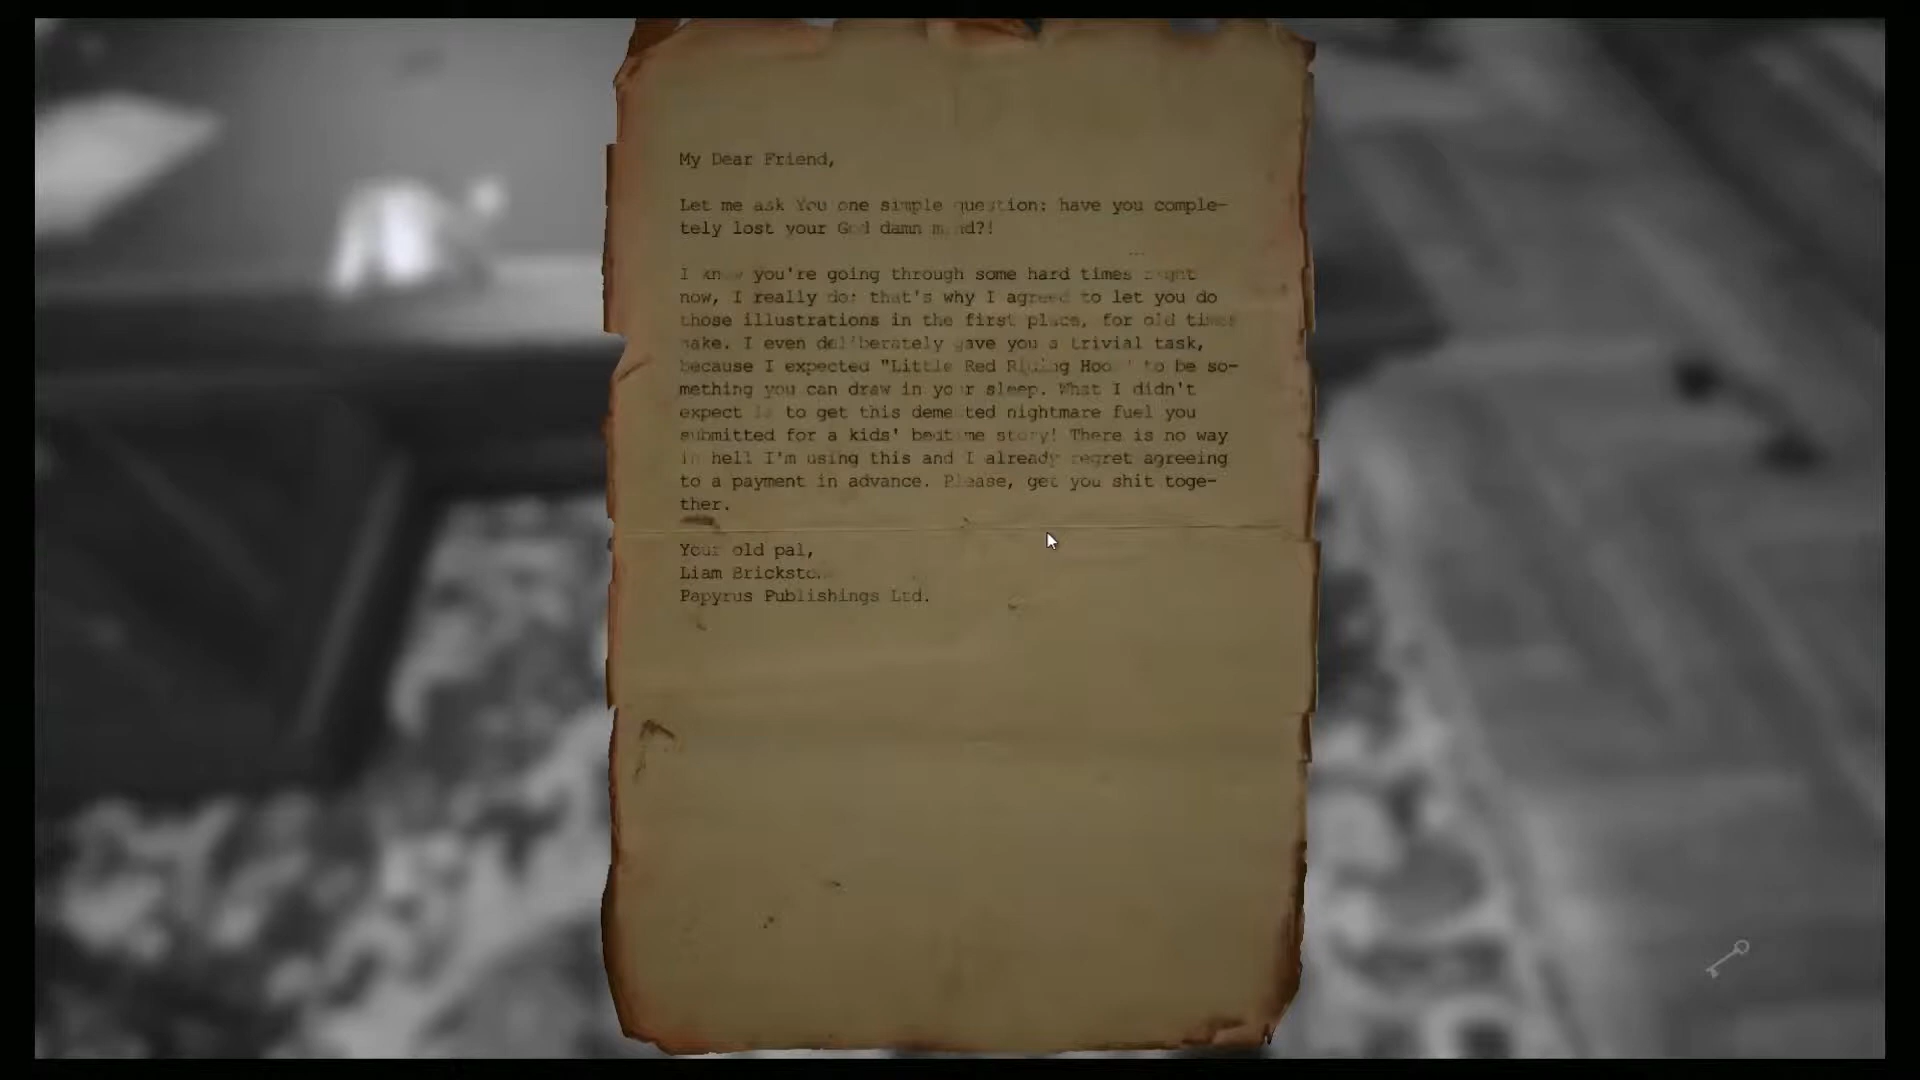 My Dear Friend,
Let me ask You one simple question: have you comple-
tely lost your God damn mind?!
I know you're going through some hard times right
now, I really do: that's why I agreed to let you do
those illustrations in the first place, for old times
sake. I even deliberately gave you a trivial task,
because I expected "Little Red Riding Hood" to be so-
mething you can draw in your sleep. What I didn't
expect is to get this demented nightmare fuel you
submitted for a kids' bedtime story! There is no way
in hell I'm using this and I already regret agreeing
to a payment in advance. Please, get you shit toge-
ther.
Your old pal,
Liam
Papyrus Publishings Ltd.